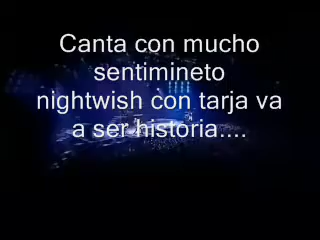 Canta con mucho
sentimineto
nightwish con tarja va
a ser historia....